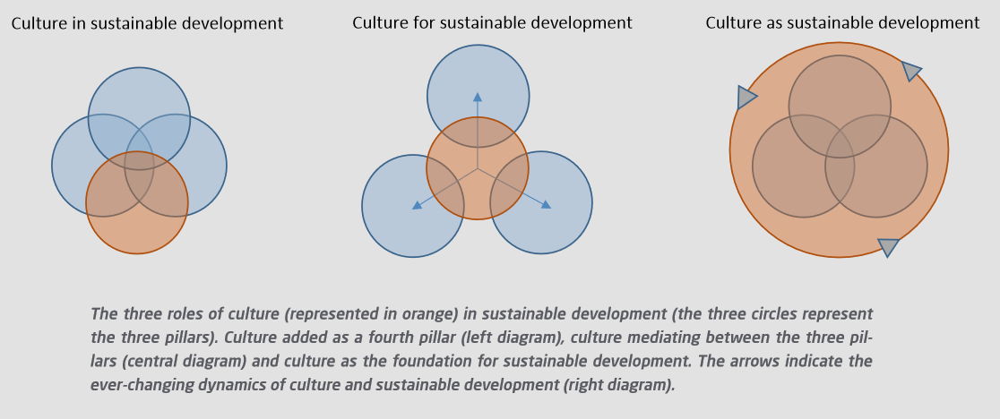 Culture in sustainable development
Culture for sustainable development
Culture as sustainable development
The three roles of culture (represented in orange) in sustainable development (the three circles represent
the three pillars). Culture added as a fourth pillar (left diagram), culture mediating between the three pil-
lars (central diagram) and culture as the foundation for sustainable development. The arrows indicate the
ever-changing dynamics of culture and sustainable development (right diagram).